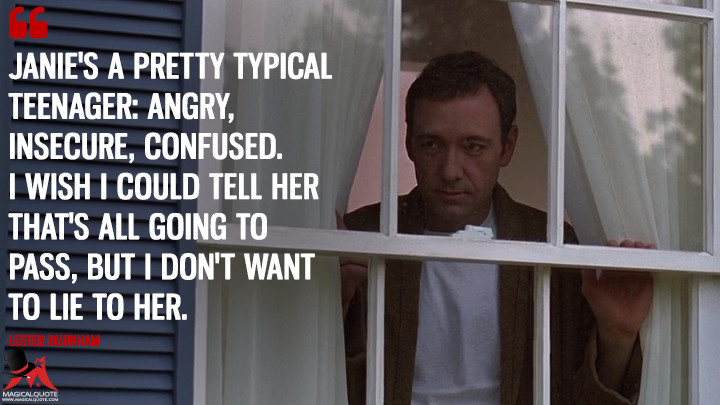 JANIE'S A PRETTY TYPICAL
TEENAGER: ANGRY,
INSECURE, CONFUSED.
I WISH I COULD TELL HER
THAT'S ALL GOING TO
PASS, BUT I DON'T WANT
TO LIE TO HER.
LESTER BURNHAM
MAGICALQUOTE
WWW.MAGICALQUOTE.COM